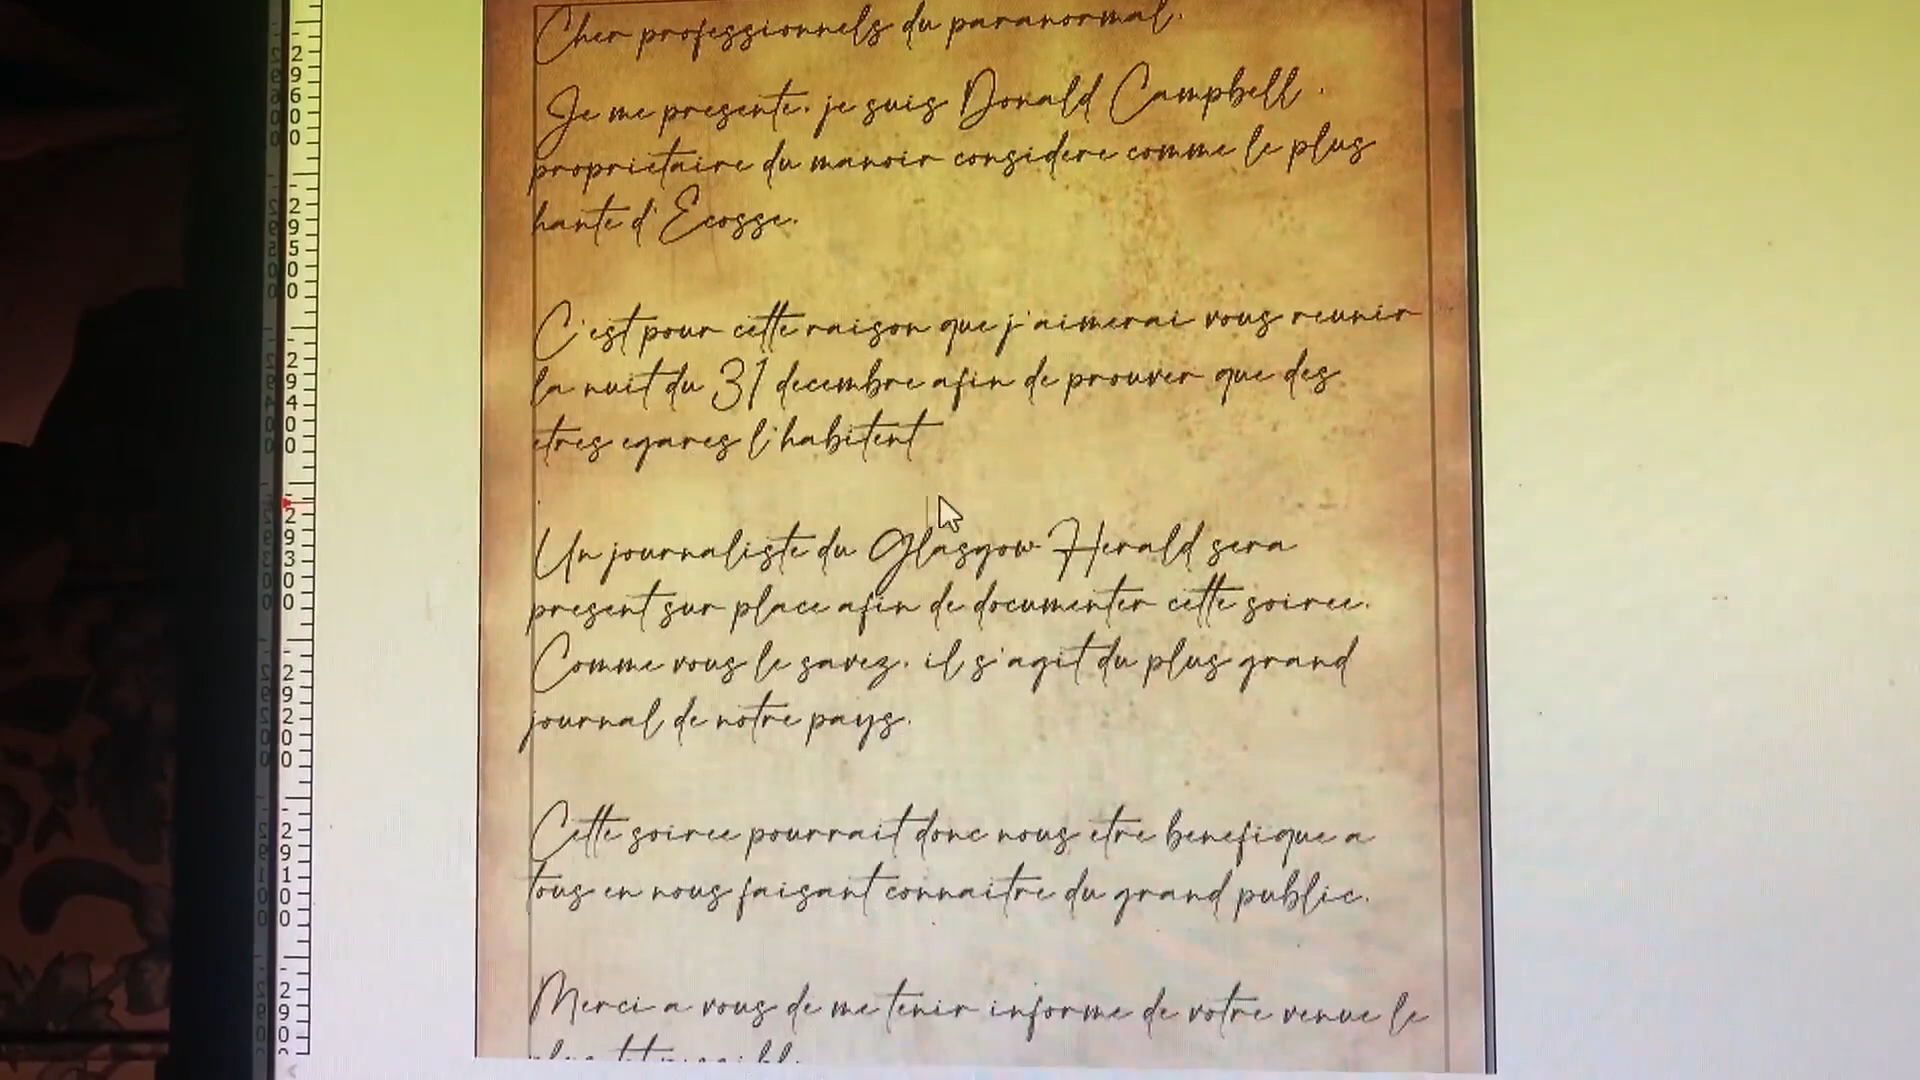 Cher professionnels du paranormal.
Je me presente. je suis Donald Campbell .
proprietaire du manoir considere comme le plus
hante d'Ecosse.
C'est pour cette raison que j'aimerai vous reunir
la nuit du 31 decembre afin de prouver que des
etres egares l'habitent
Un journaliste du Glasgow Herald sera
present sur place afin de documenter cette soiree.
Comme vous le savez. il s'agit du plus grand
journal de notre pays.
Cette soiree pourrait donc nous etre benefique a
tous en nous faisant connaitre du grand public.
Merci a vous de me tenir informe de votre venue le